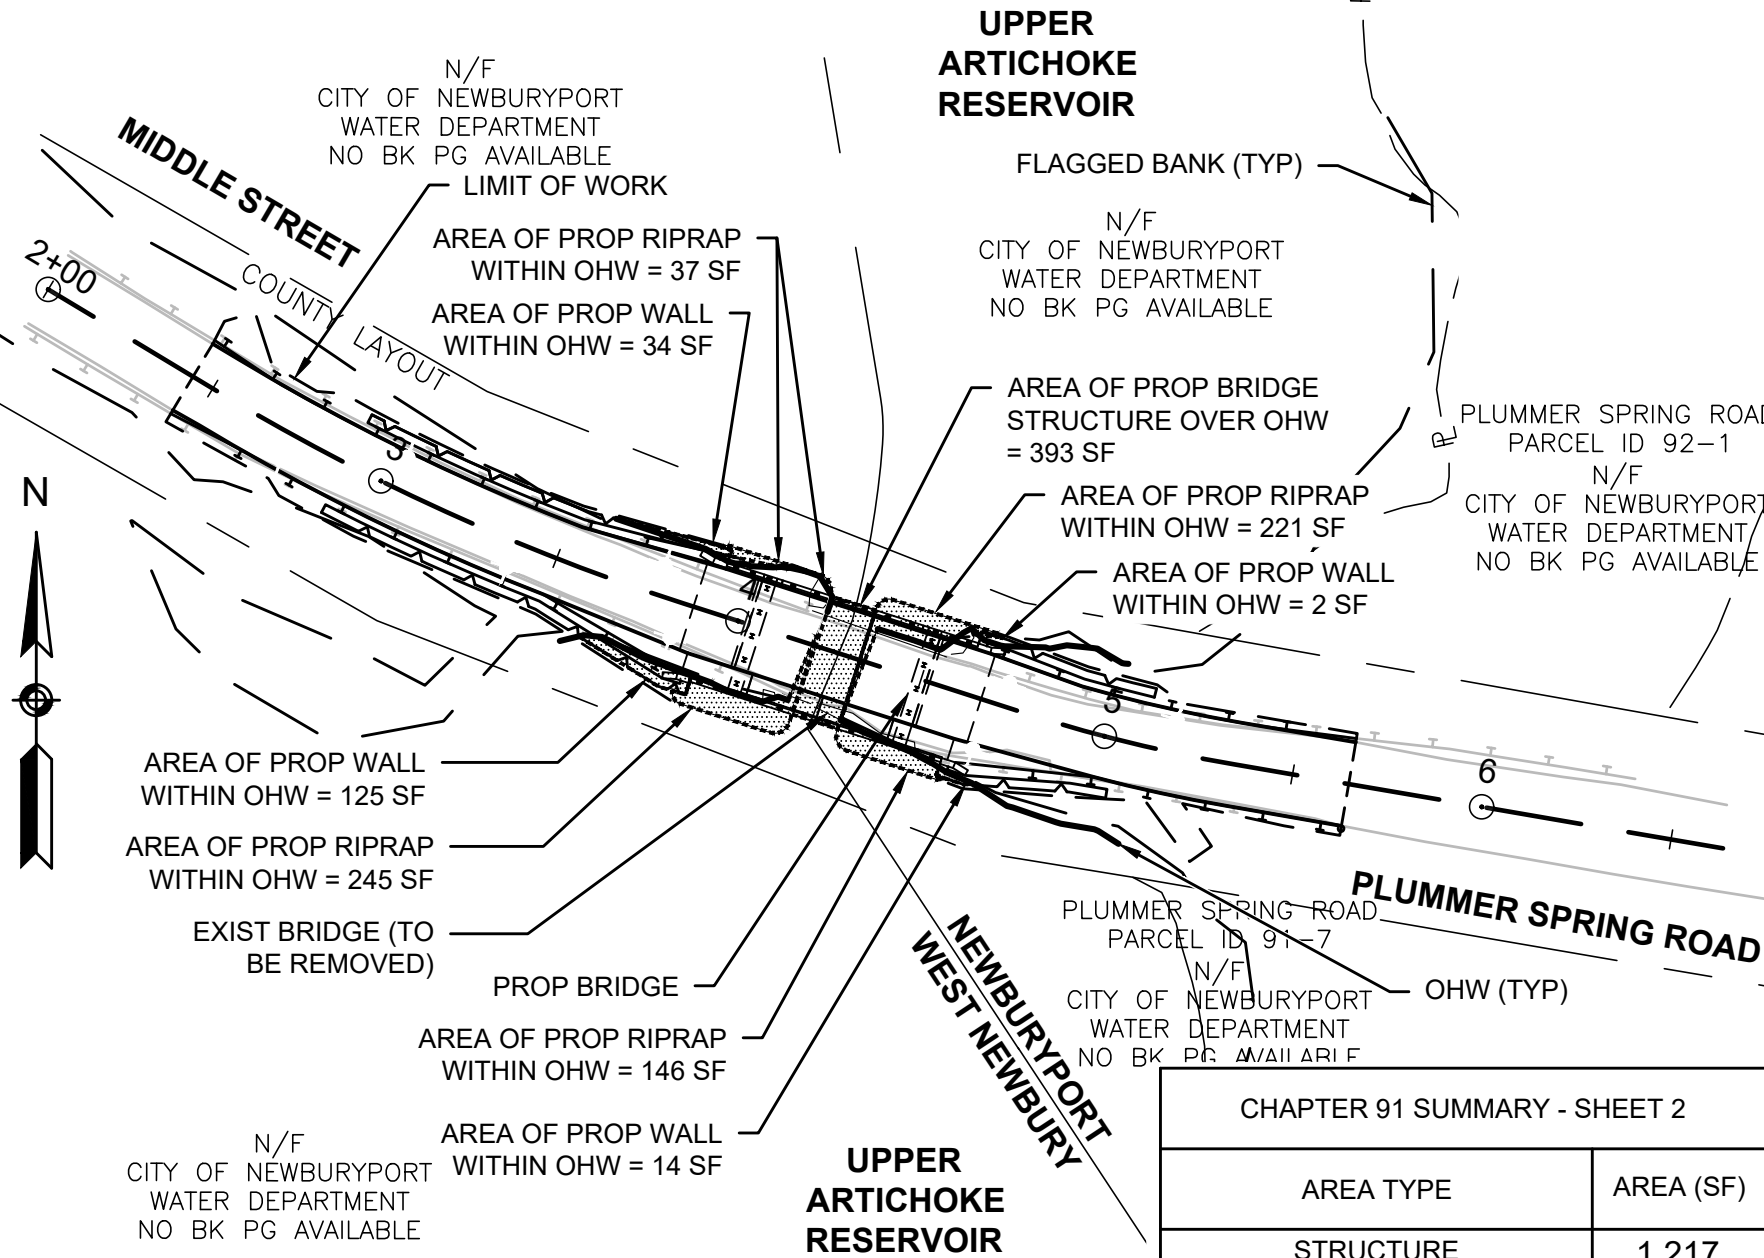 UPPER
ARTICHOKE
RESERVOIR
N/F
CITY OF NEWBURYPORT
WATER DEPARTMENT
NO BK PG AVAILABLE
MIDDLE STREET
LIMIT OF WORK
FLAGGED BANK (TYP)
AREA OF PROP RIPRAP
WITHIN OHW = 37 SF
N/F
CITY OF NEWBURYPORT
WATER DEPARTMENT
NO BK PG AVAILABLE
2+00
COUNTY LAYOUT
AREA OF PROP WALL
WITHIN OHW = 34 SF
AREA OF PROP BRIDGE
STRUCTURE OVER OHW
= 393 SF
PLUMMER SPRING ROAD
PARCEL ID 92-1
N/F
CITY OF NEWBURYPORT
WATER DEPARTMENT
NO BK PG AVAILABLE
3
N
AREA OF PROP RIPRAP
WITHIN OHW = 221 SF
AREA OF PROP WALL
WITHIN OHW = 2 SF
4
5
6
AREA OF PROP WALL
WITHIN OHW = 125 SF
AREA OF PROP RIPRAP
WITHIN OHW = 245 SF
EXIST BRIDGE (TO
BE REMOVED)
PROP BRIDGE
AREA OF PROP RIPRAP
WITHIN OHW = 146 SF
AREA OF PROP WALL
WITHIN OHW = 14 SF
PLUMMER SPRING ROAD
NEWBURYPORT
WEST NEWBURY
PLUMMER SPRING ROAD
PARCEL ID 91-7
N/F
CITY OF NEWBURYPORT
WATER DEPARTMENT
NO BK PG AVAILABLE
OHW (TYP)
N/F
CITY OF NEWBURYPORT
WATER DEPARTMENT
NO BK PG AVAILABLE
UPPER
ARTICHOKE
RESERVOIR
CHAPTER 91 SUMMARY - SHEET 2
AREA TYPE
AREA (SF)
STRUCTURE
1,217